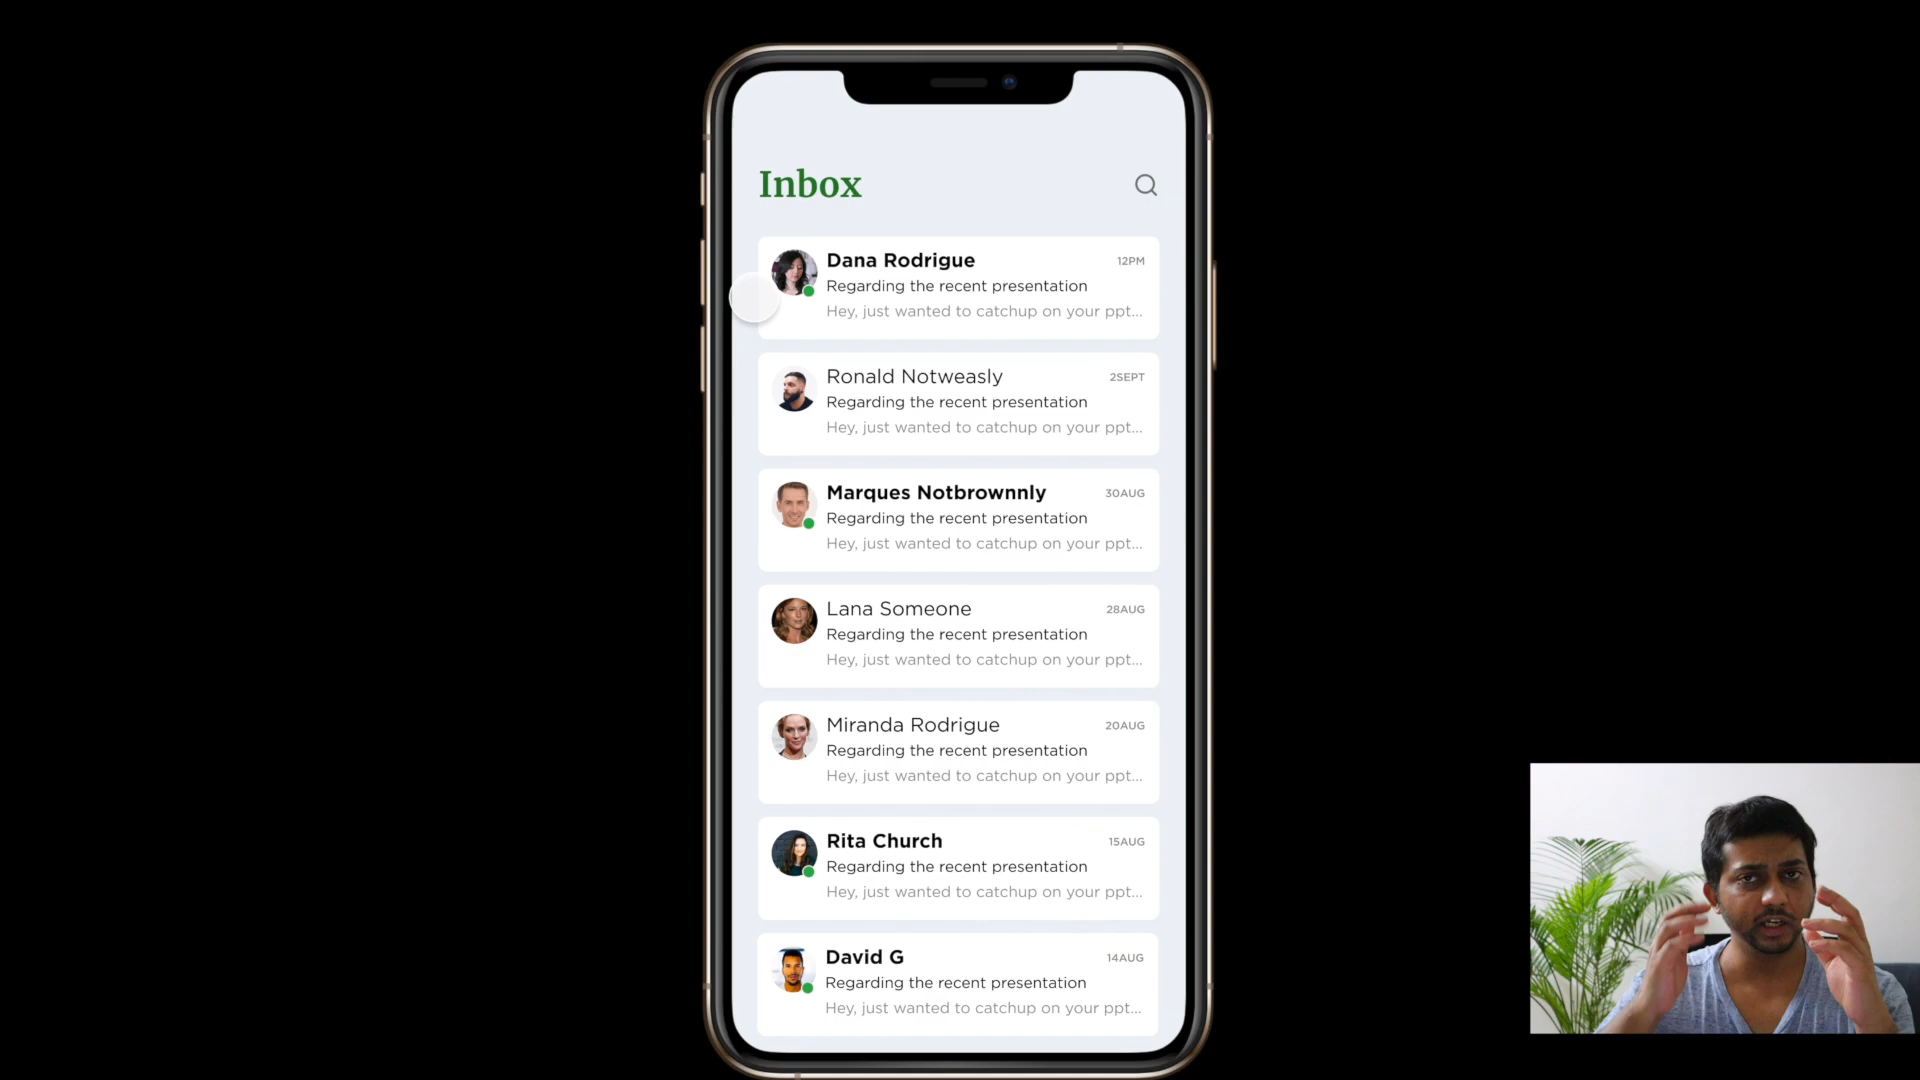 Inbox
Dana Rodrigue
12PM
Regarding the recent presentation
Hey, just wanted to catchup on your ppt...
Ronald Notweasly
2SEPT
Regarding the recent presentation
Hey, just wanted to catchup on your ppt...
Marques Notbrownnly
30AUG
Regarding the recent presentation
Hey, just wanted to catchup on your ppt...
Lana Someone
28AUG
Regarding the recent presentation
Hey, just wanted to catchup on your ppt...
Miranda Rodrigue
20AUG
Regarding the recent presentation
Hey, just wanted to catchup on your ppt...
Rita Church
15AUG
Regarding the recent presentation
Hey, just wanted to catchup on your ppt...
David G
14AUG
Regarding the recent presentation
Hey, just wanted to catchup on your ppt...